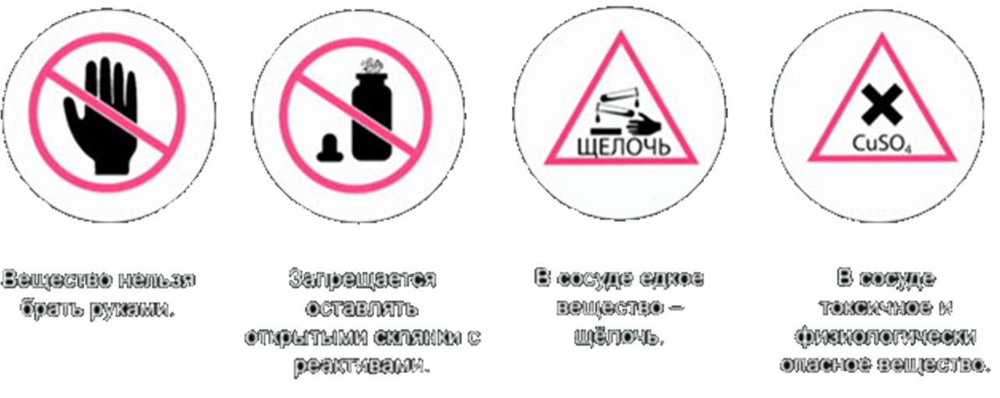 ЩЕЛОЧЬ
CuSO₄
Вещество нельзя
брать руками.
Запрещается
оставлять
открытыми склянки с
реактивами.
В сосуде едкое
вещество –
щёлочь.
В сосуде
токсичное и
физиологически
опасное вещество.